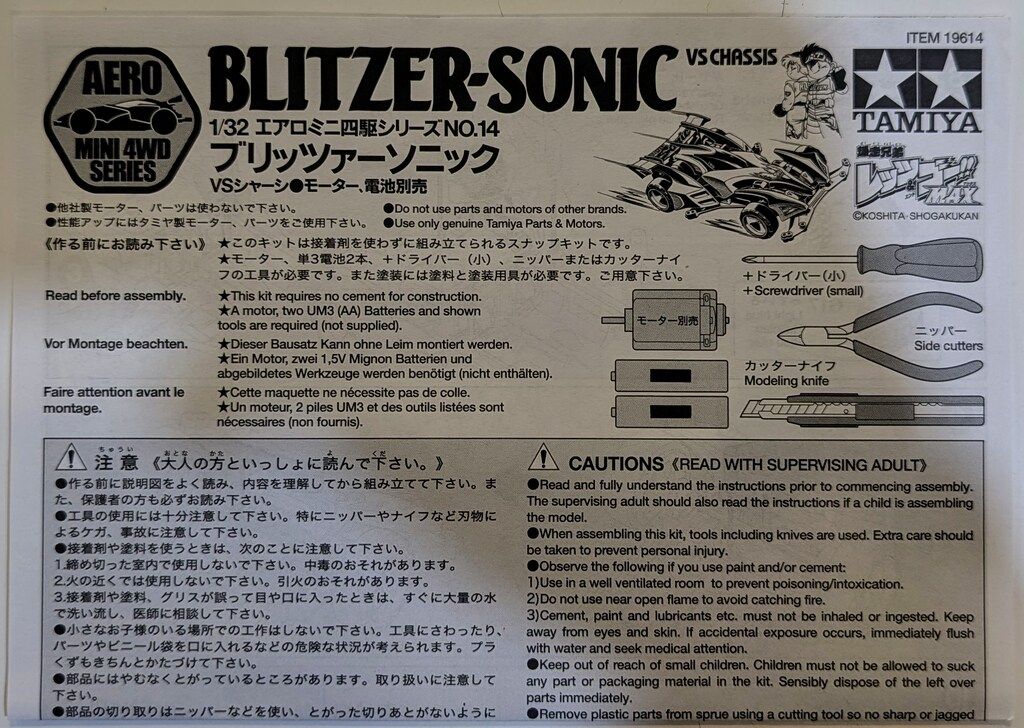 ITEM 19614
AERO
MINI 4WD
SERIES
BLITZER-SONIC VS CHASSIS
TAMIYA
1/32 エアロミニ四駆シリーズNO.14
ブリッツァーソニック
VSシャーシ●モーター、電池別売
爆走兄弟
レッツ&ゴー!!
MAX
©KOSHITA·SHOGAKUKAN
●他社製モーター、パーツは使わないで下さい。
●性能アップにはタミヤ製モーター、パーツをご使用下さい。
●Do not use parts and motors of other brands.
●Use only genuine Tamiya Parts & Motors.
《作る前にお読み下さい》
★このキットは接着剤を使わずに組み立てられるスナップキットです。
★モーター、単3電池2本、+ドライバー(小)、ニッパーまたはカッターナイ
フの工具が必要です。また塗装には塗料と塗装用具が必要です。ご用意下さい。
Read before assembly.
★This kit requires no cement for construction.
★A motor, two UM3 (AA) Batteries and shown
tools are required (not supplied).
Vor Montage beachten.
★Dieser Bausatz Kann ohne Leim montiert werden.
★Ein Motor, zwei 1,5V Mignon Batterien und
abgebildetes Werkzeuge werden benötigt (nicht enthälten).
Faire attention avant le
montage.
★Cette maquette ne nécessite pas de colle.
★Un moteur, 2 piles UM3 et des outils listées sont
nécessaires (non fournis).
+ドライバー(小)
+Screwdriver (small)
モーター別売
ニッパー
Side cutters
カッターナイフ
Modeling knife
注意 《大人の方といっしょに読んで下さい。》
●作る前に説明図をよく読み、内容を理解してから組み立てて下さい。ま
た、保護者の方も必ずお読み下さい。
●工具の使用には十分注意して下さい。特にニッパーやナイフなど刃物に
よるケガ、事故に注意して下さい。
●接着剤や塗料を使うときは、次のことに注意して下さい。
1.締め切った室内で使用しないで下さい。中毒のおそれがあります。
2.火の近くでは使用しないで下さい。引火のおそれが あります。
3.接着剤や塗料、グリスが誤って目や口に入ったときは、すぐに大量の水
で洗い流し、医師に相談して下さい。
●小さなお子様のいる場所での工作はしないで下さい。工具にさわったり、
パーツやビニール袋を口に入れるなどの危険な状況が考えられます。プラ
くずもきちんとかたづけて下さい。
●部品にはやむなくとがっているところがあります。取り扱いに注意して
下さい。
●部品の切り取りはニッパーなどを使い、とがった切りあとがないように
CAUTIONS 《READ WITH SUPERVISING ADULT》
●Read and fully understand the instructions prior to commencing assembly.
The supervising adult should also read the instructions if a child is assembling
the model.
●When assembling this kit, tools including knives are used. Extra care should
be taken to prevent personal injury.
●Observe the following if you use paint and/or cement:
1)Use in a well ventilated room to prevent poisoning/intoxication.
2)Do not use near open flame to avoid catching fire.
3)Cement, paint and lubricants etc. must not be inhaled or ingested. Keep
away from eyes and skin. If accidental exposure occurs, immediately flush
with water and seek medical attention.
●Keep out of reach of small children. Children must not be allowed to suck
any part or packaging material in the kit. Sensibly dispose of the left over
parts immediately.
●Remove plastic parts from sprue using a cutting tool so no sharp or jagged